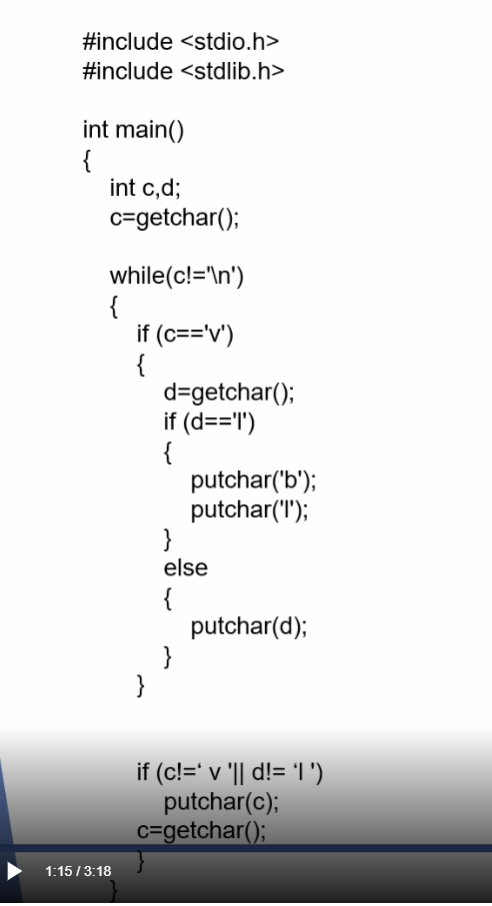 #include <stdio.h>
#include <stdlib.h>
int main()
{
int c,d;
c=getchar();
while(c!='\n')
{
if (c=='v')
{
d=getchar();
if (d=='l')
{
putchar('b');
putchar('l');
}
else
{
putchar(d);
}
}
if (c!=‘ v '|| d!= ‘l ')
putchar(c);
c=getchar();
}
1:15 / 3:18
}